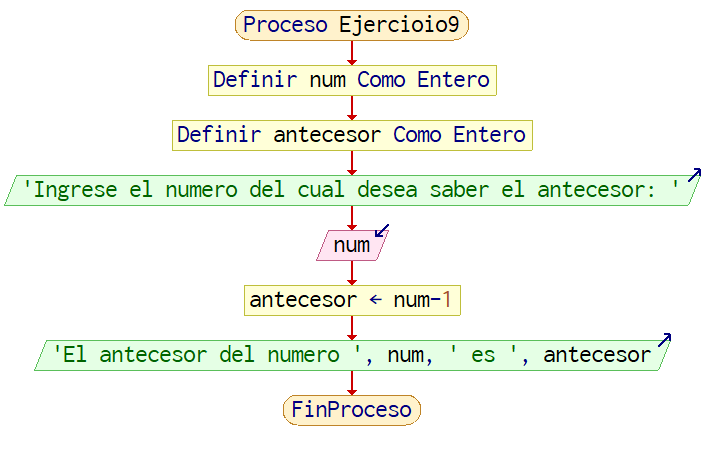 Proceso Ejercioio9
Definir num Como Entero
Definir antecesor Como Entero
'Ingrese el numero del cual desea saber el antecesor: '
num
antecesor ← num-1
'El antecesor del numero ', num, ' es ', antecesor
FinProceso